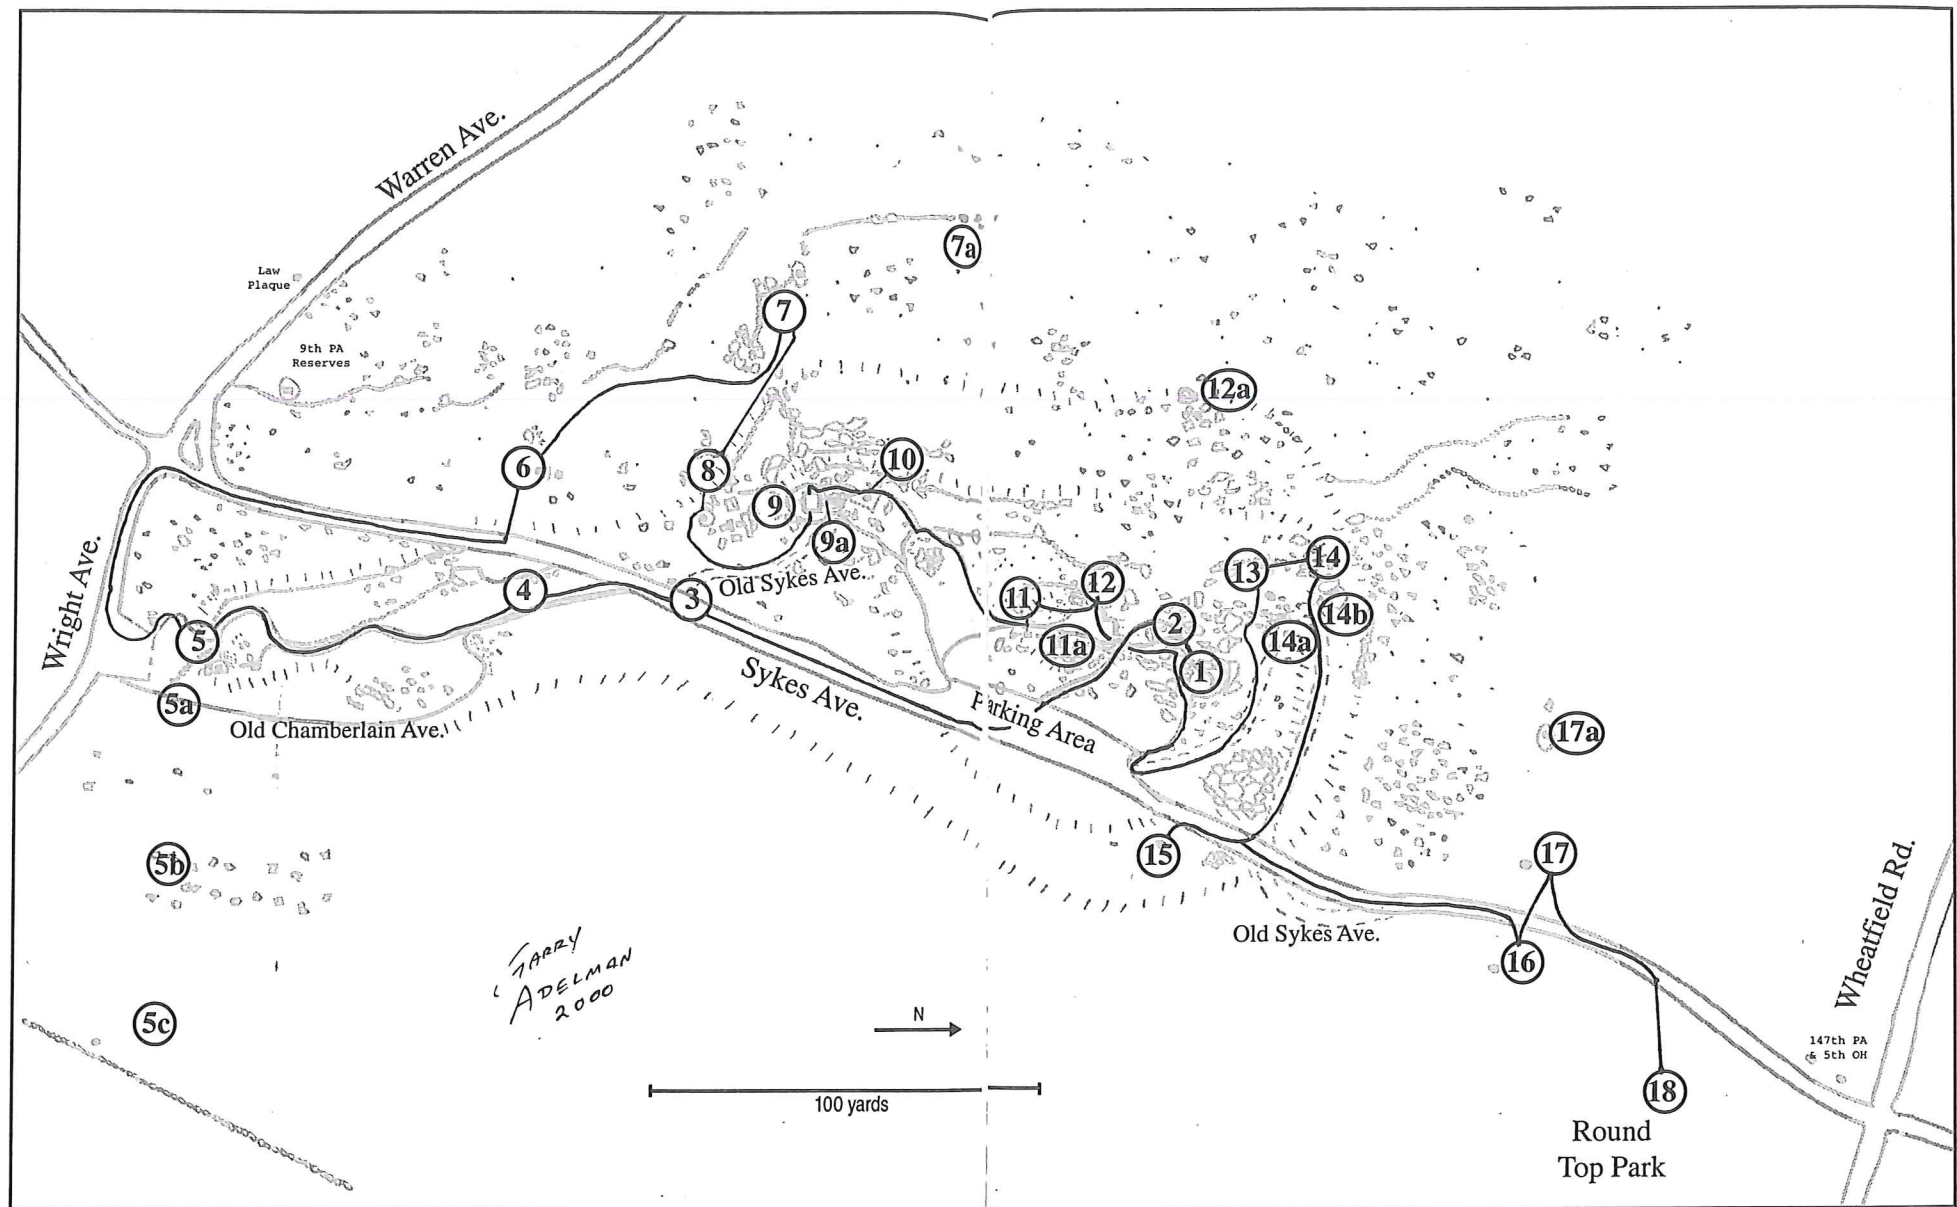 Warren Ave.
Law
Plaque
9th PA
Reserves
7a
7
12a
6
8
10
9
9a
Old Sykes Ave.
Wright Ave.
4
3
5
5a
Old Chamberlain Ave.
Sykes Ave.
11
12
11a
2
1
13
14
14a
14b
Parking Area
17a
5b
15
17
Old Sykes Ave.
16
Wheatfield Rd.
5c
GARRY
ADELMAN
2000
N
100 yards
147th PA
& 5th OH
18
Round
Top Park